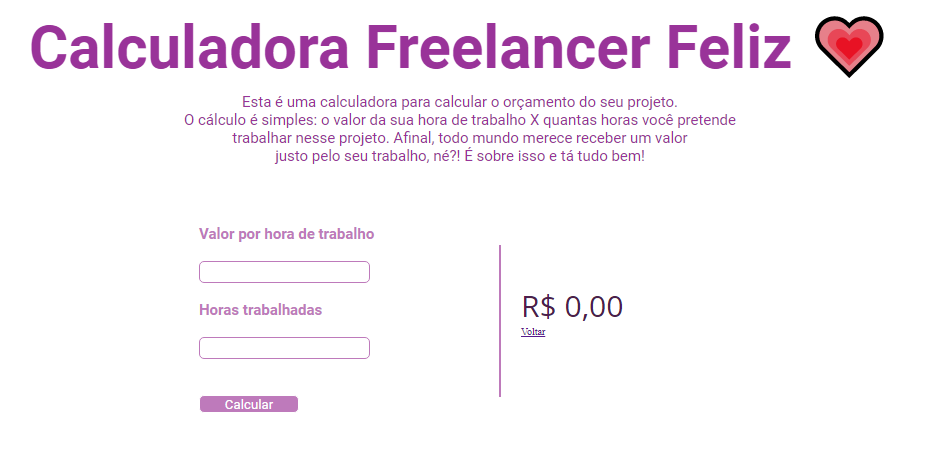 Calculadora Freelancer Feliz
Esta é uma calculadora para calcular o orçamento do seu projeto.
O cálculo é simples: o valor da sua hora de trabalho X quantas horas você pretende
trabalhar nesse projeto. Afinal, todo mundo merece receber um valor
justo pelo seu trabalho, né?! É sobre isso e tá tudo bem!
Valor por hora de trabalho
Horas trabalhadas
Calcular
R$ 0,00
Voltar